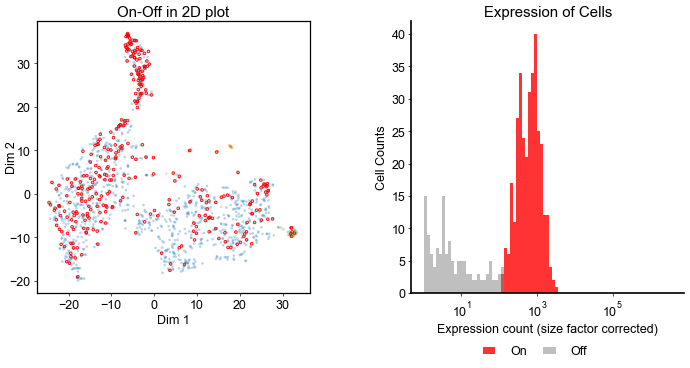 On-Off in 2D plot
Dim 2
30
20
10
0
−10
−20
−20 −10 0 10 20 30
Dim 1
Expression of Cells
Cell Counts
40
35
30
25
20
15
10
5
0
10^1 10^3 10^5
Expression count (size factor corrected)
On Off